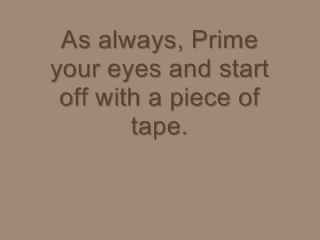 As always, Prime
your eyes and start
off with a piece of
tape.